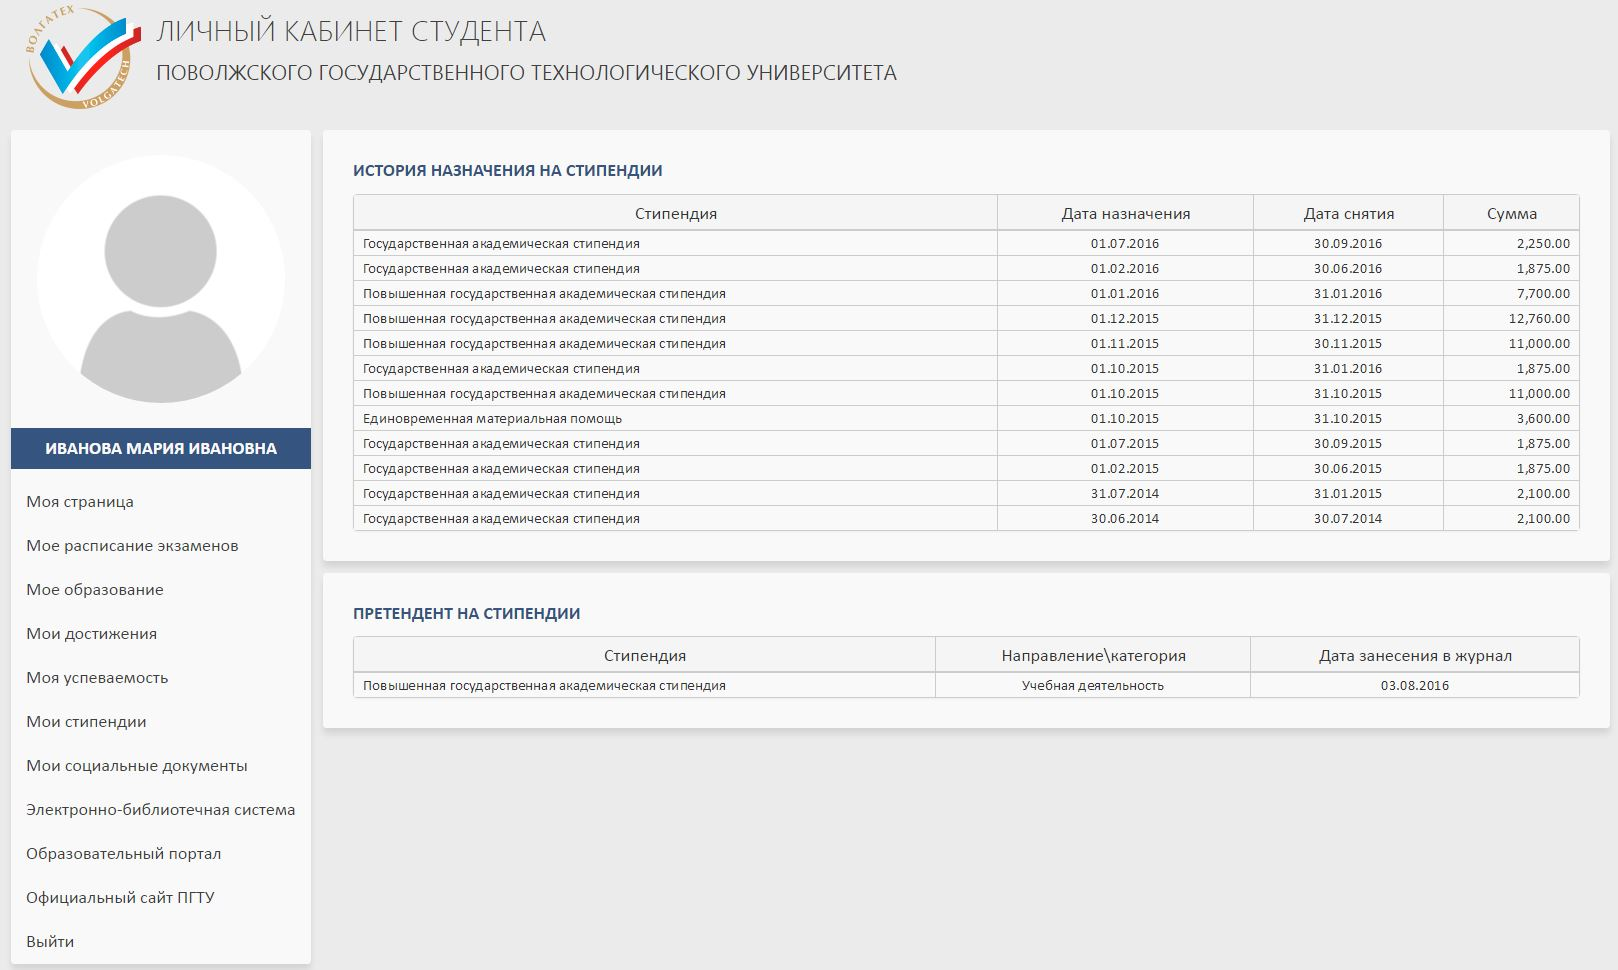 ВОЛГАТЕХ
VOLGATECH
ЛИЧНЫЙ КАБИНЕТ СТУДЕНТА
ПОВОЛЖСКОГО ГОСУДАРСТВЕННОГО ТЕХНОЛОГИЧЕСКОГО УНИВЕРСИТЕТА
ИВАНОВА МАРИЯ ИВАНОВНА
Моя страница
Мое расписание экзаменов
Мое образование
Мои достижения
Моя успеваемость
Мои стипендии
Мои социальные документы
Электронно-библиотечная система
Образовательный портал
Официальный сайт ПГТУ
Выйти
ИСТОРИЯ НАЗНАЧЕНИЯ НА СТИПЕНДИИ
Стипендия Дата назначения Дата снятия Сумма
Государственная академическая стипендия 01.07.2016 30.09.2016 2,250.00
Государственная академическая стипендия 01.02.2016 30.06.2016 1,875.00
Повышенная государственная академическая стипендия 01.01.2016 31.01.2016 7,700.00
Повышенная государственная академическая стипендия 01.12.2015 31.12.2015 12,760.00
Повышенная государственная академическая стипендия 01.11.2015 30.11.2015 11,000.00
Государственная академическая стипендия 01.10.2015 31.01.2016 1,875.00
Повышенная государственная академическая стипендия 01.10.2015 31.10.2015 11,000.00
Единовременная материальная помощь 01.10.2015 31.10.2015 3,600.00
Государственная академическая стипендия 01.07.2015 30.09.2015 1,875.00
Государственная академическая стипендия 01.02.2015 30.06.2015 1,875.00
Государственная академическая стипендия 31.07.2014 31.01.2015 2,100.00
Государственная академическая стипендия 30.06.2014 30.07.2014 2,100.00
ПРЕТЕНДЕНТ НА СТИПЕНДИИ
Стипендия Направление\категория Дата занесения в журнал
Повышенная государственная академическая стипендия Учебная деятельность 03.08.2016